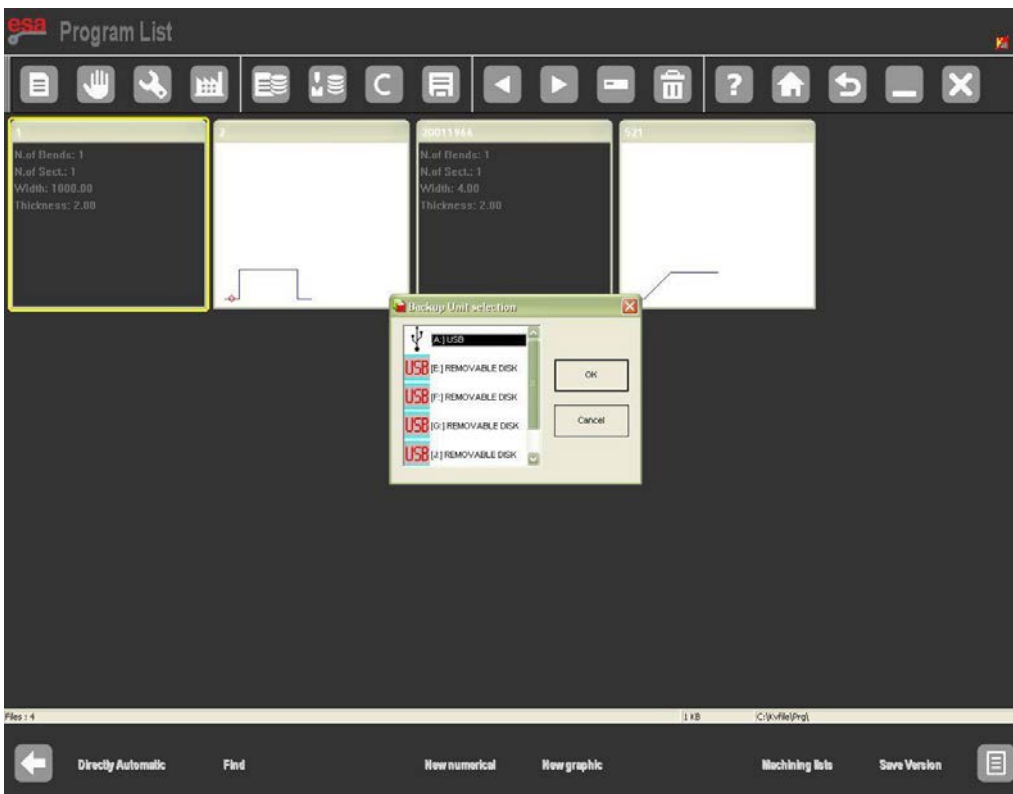 esa Program List
C ?
1
N.of Bends: 1
N.of Sect.: 1
Width: 1000.00
Thickness: 2.00
2
20011966
N.of Bends: 1
N.of Sect.: 1
Width: 4.00
Thickness: 2.00
521
Backup Unit selection
A:] USB
USB [E:] REMOVABLE DISK
USB [F:] REMOVABLE DISK
USB [G:] REMOVABLE DISK
USB [J:] REMOVABLE DISK
OK
Cancel
Files : 4
1 KB
C:\Kvfile\Prg\
Directly Automatic
Find
New numerical
New graphic
Machining lists
Save Version